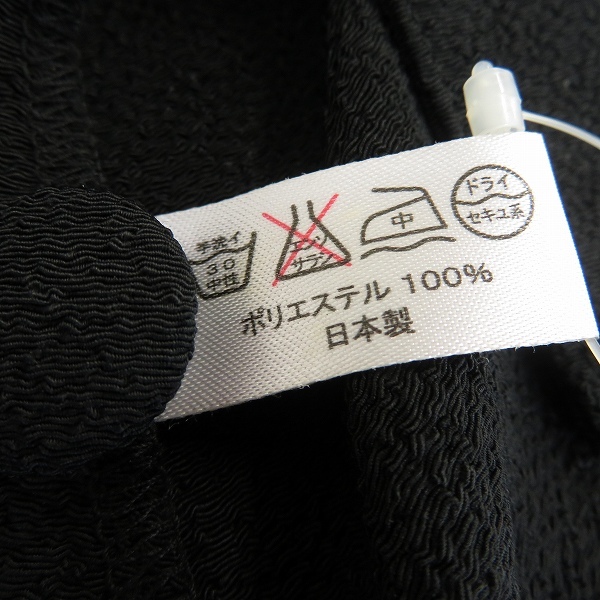 手洗イ
30
中性
エンソ
サラシ
中
ドライ
セキユ系
ポリエステル 100%
日本製